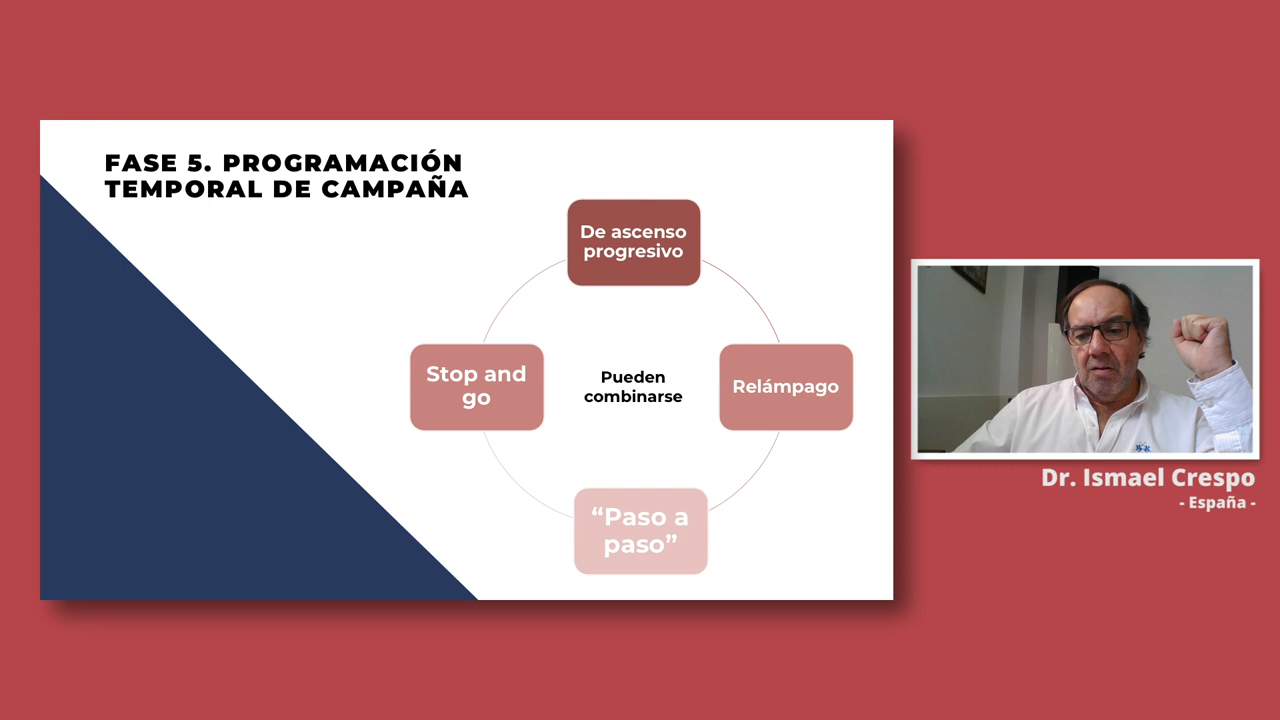 FASE 5. PROGRAMACIÓN
TEMPORAL DE CAMPAÑA
De ascenso
progresivo
Stop and
go
Pueden
combinarse
Relámpago
“Paso a
paso”
Dr. Ismael Crespo
- España -